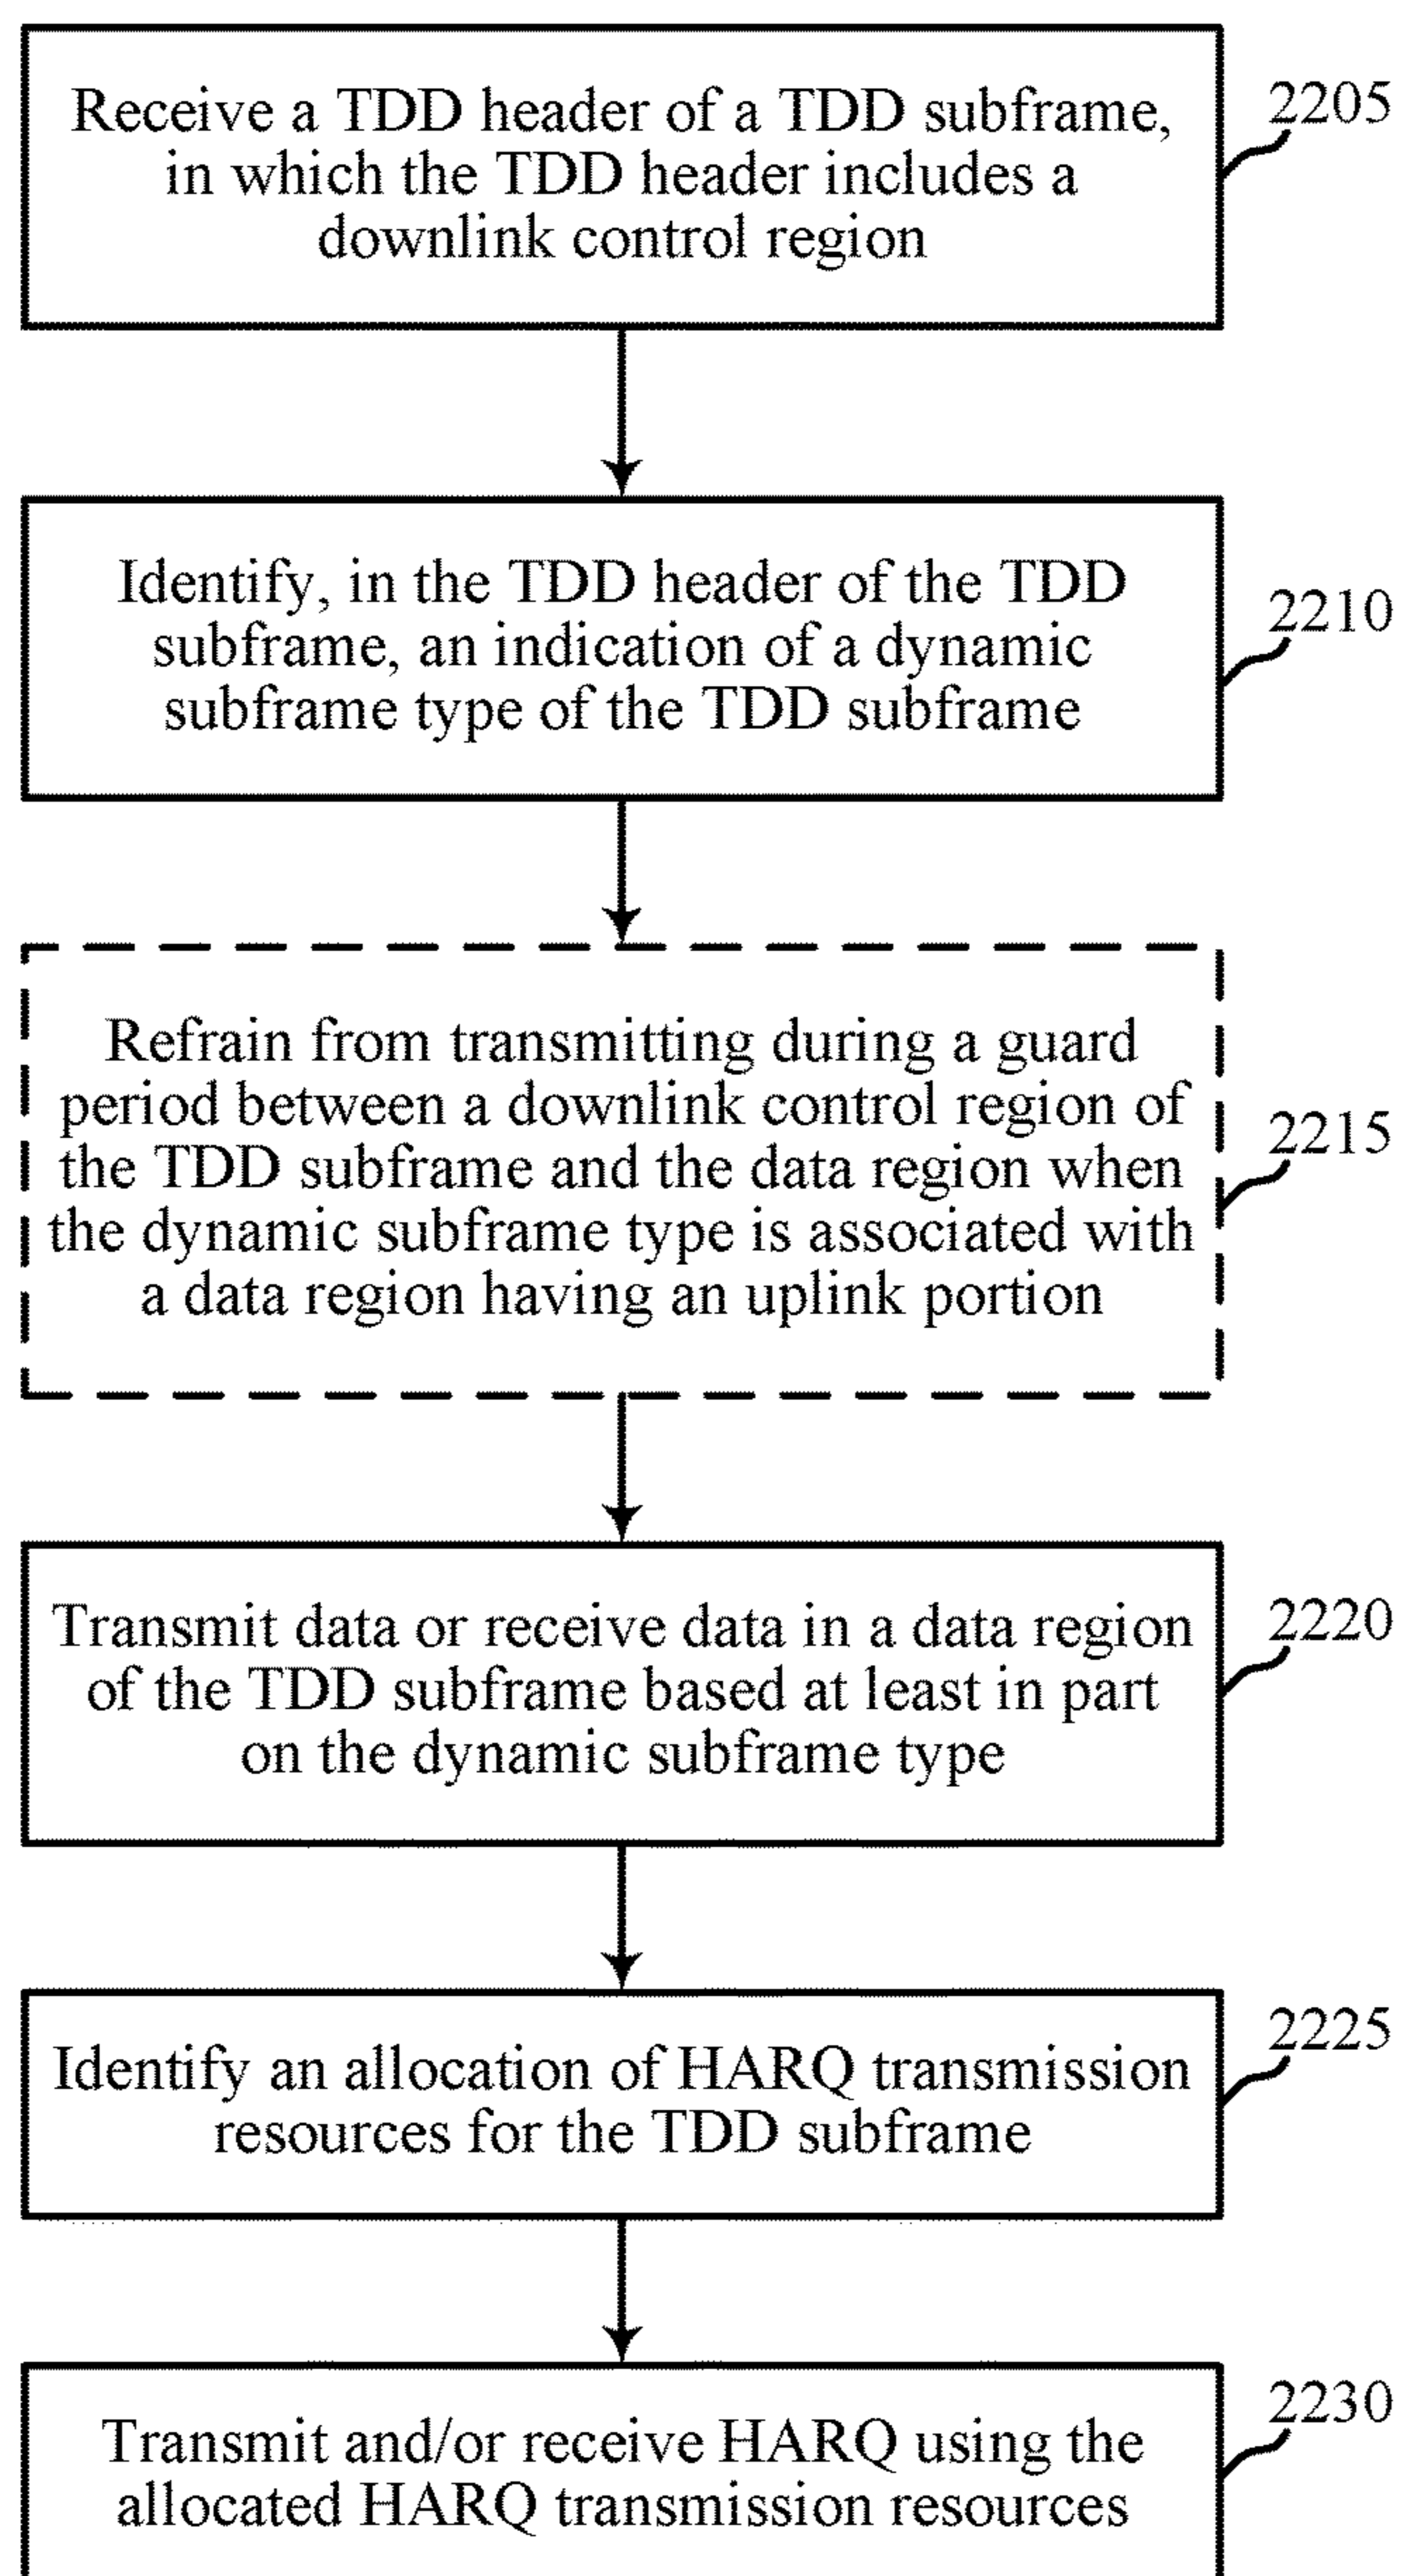 Receive a TDD header of a TDD subframe,
in which the TDD header includes a
downlink control region
2205
Identify, in the TDD header of the TDD
subframe, an indication of a dynamic
subframe type of the TDD subframe
2210
Refrain from transmitting during a guard
period between a downlink control region of
the TDD subframe and the data region when
the dynamic subframe type is associated with
a data region having an uplink portion
2215
Transmit data or receive data in a data region
of the TDD subframe based at least in part
on the dynamic subframe type
2220
Identify an allocation of HARQ transmission
resources for the TDD subframe
2225
Transmit and/or receive HARQ using the
allocated HARQ transmission resources
2230